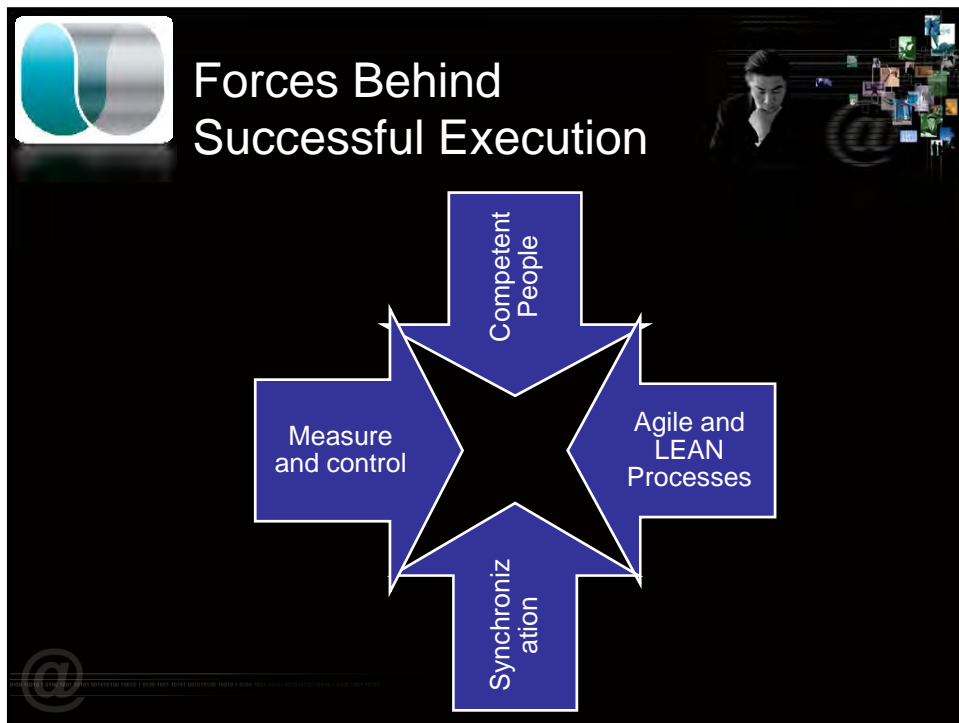 Forces Behind
Successful Execution
Competent
People
Measure
and control
Agile and
LEAN
Processes
Synchroniz
ation
@
@